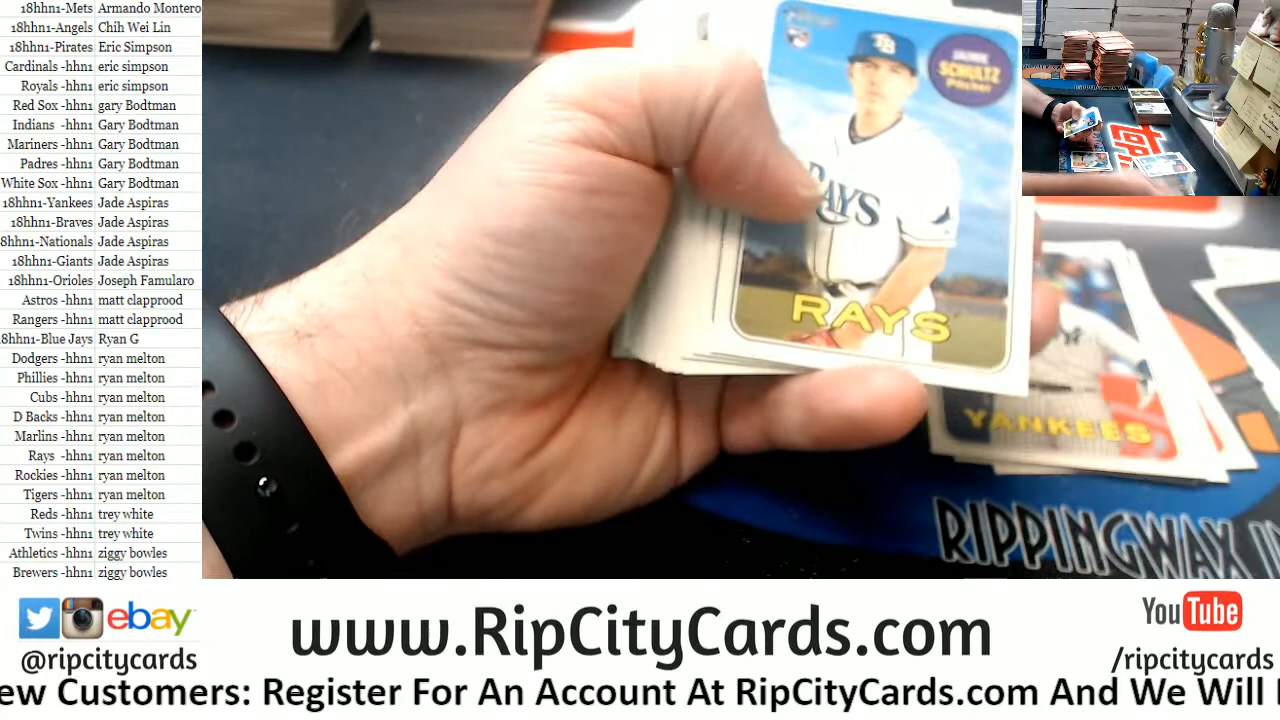 18hhn1-Mets Armando Montero
18hhn1-Angels Chih Wei Lin
18hhn1-Pirates Eric Simpson
Cardinals -hhn1 eric simpson
Royals -hhn1 eric simpson
Red Sox -hhn1 gary Bodtman
Indians -hhn1 Gary Bodtman
Mariners -hhn1 Gary Bodtman
Padres -hhn1 Gary Bodtman
White Sox -hhn1 Gary Bodtman
18hhn1-Yankees Jade Aspiras
18hhn1-Braves Jade Aspiras
8hhn1-Nationals Jade Aspiras
18hhn1-Giants Jade Aspiras
18hhn1-Orioles Joseph Famularo
Astros -hhn1 matt clapprood
Rangers -hhn1 matt clapprood
8hhn1-Blue Jays Ryan G
Dodgers -hhn1 ryan melton
Phillies -hhn1 ryan melton
Cubs -hhn1 ryan melton
D Backs -hhn1 ryan melton
Marlins -hhn1 ryan melton
Rays -hhn1 ryan melton
Rockies -hhn1 ryan melton
Tigers -hhn1 ryan melton
Reds -hhn1 trey white
Twins -hhn1 trey white
Athletics -hhn1 ziggy bowles
Brewers -hhn1 ziggy bowles
TB
JAIME
SCHULTZ
Pitcher
RAYS
RAYS
YANKEES
RIPPINGWAX
topps
ebay
@ripcitycards
www.RipCityCards.com
YouTube
/ripcitycards
ew Customers: Register For An Account At RipCityCards.com And We Will